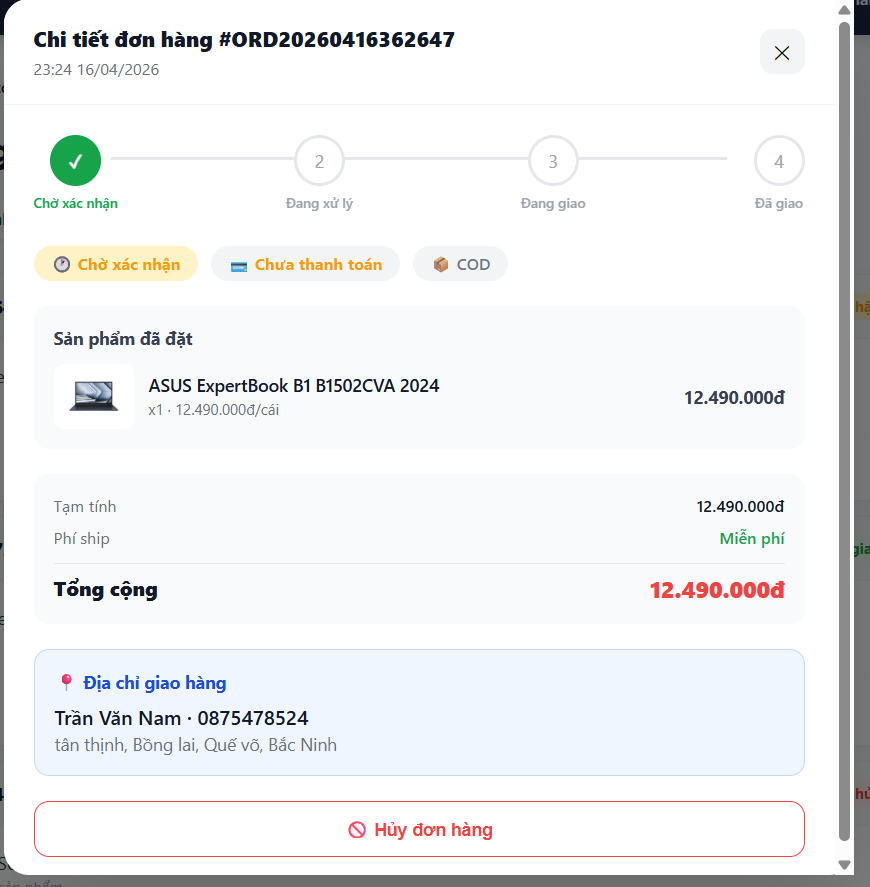 Chi tiết đơn hàng #ORD20260416362647
23:24 16/04/2026
2
3
4
Chờ xác nhận
Đang xử lý
Đang giao
Đã giao
Chờ xác nhận
Chưa thanh toán
COD
Sản phẩm đã đặt
ASUS ExpertBook B1 B1502CVA 2024
x1 · 12.490.000đ/cái
12.490.000đ
Tạm tính
12.490.000đ
Phí ship
Miễn phí
Tổng cộng
12.490.000đ
Địa chỉ giao hàng
Trần Văn Nam · 0875478524
tân thịnh, Bồng lai, Quế võ, Bắc Ninh
Hủy đơn hàng